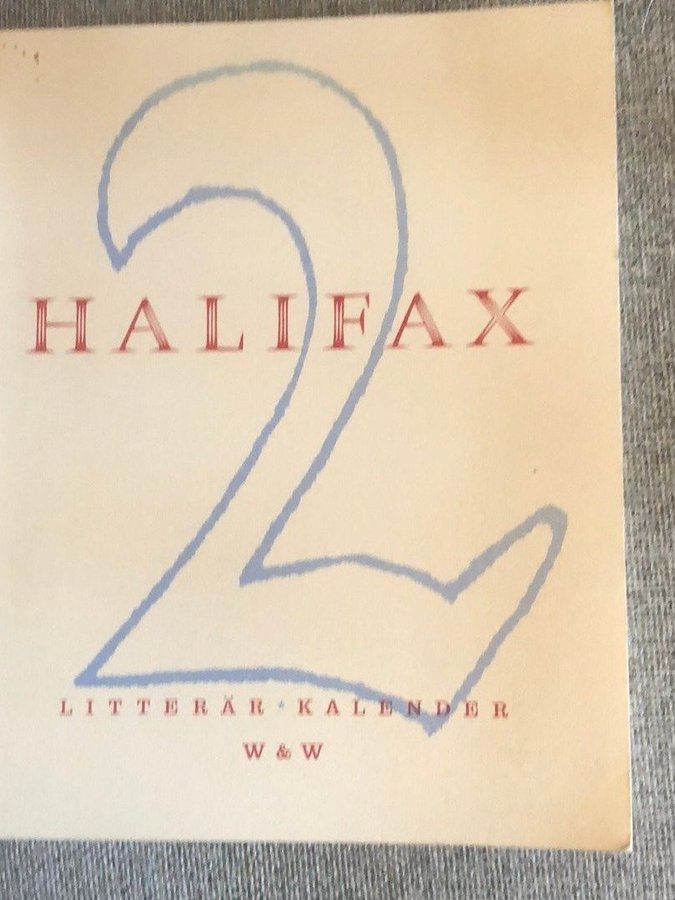 2
HALIFAX
LITTERÄR * KALENDER
W & W